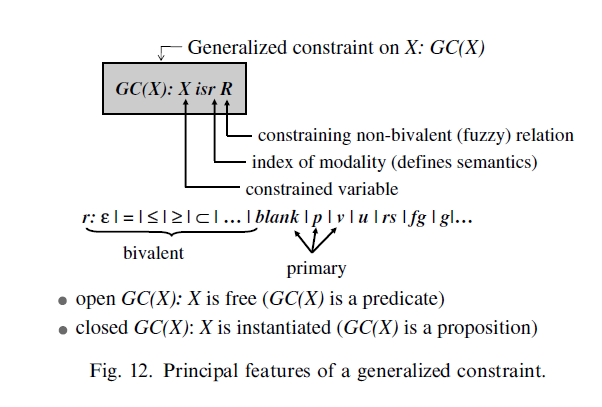 Generalized constraint on X: GC(X)
GC(X): X isr R
constraining non-bivalent (fuzzy) relation
index of modality (defines semantics)
constrained variable
r: ε | = | ≤ | ≥ | ⊂ | … | blank | p | v | u | rs | fg | g|…
bivalent
primary
• open GC(X): X is free (GC(X) is a predicate)
• closed GC(X): X is instantiated (GC(X) is a proposition)
Fig. 12. Principal features of a generalized constraint.